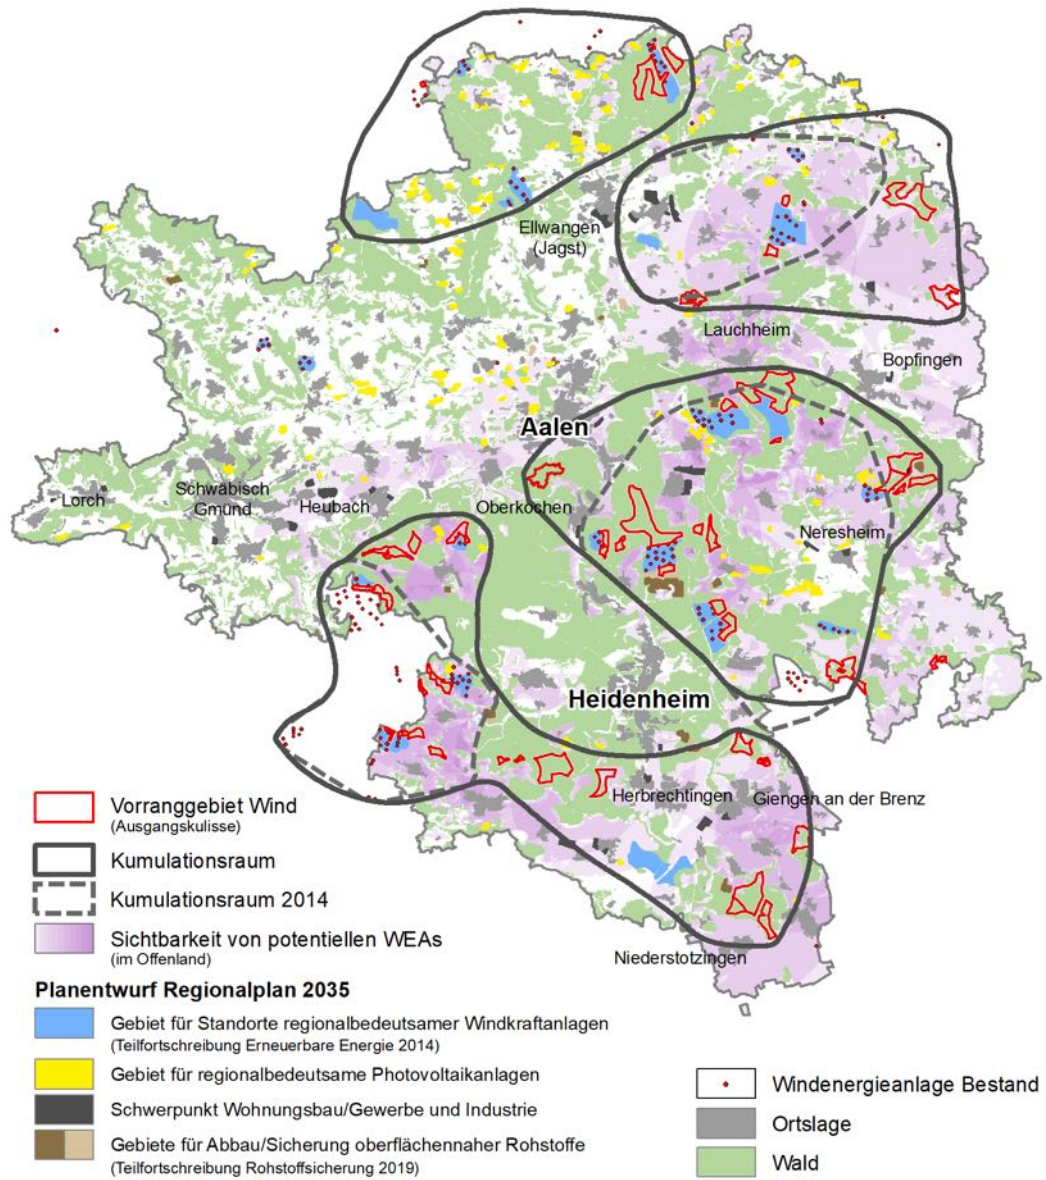 Ellwangen
(Jagst)
Lauchheim
Bopfingen
Aalen
Lorch
Schwäbisch
Gmünd
Heubach
Oberkochen
Neresheim
Heidenheim
Herbrechtingen
Giengen an der Brenz
Niederstotzingen
Vorranggebiet Wind
(Ausgangskulisse)
Kumulationsraum
Kumulationsraum 2014
Sichtbarkeit von potentiellen WEAs
(im Offenland)
Planentwurf Regionalplan 2035
Gebiet für Standorte regionalbedeutsamer Windkraftanlagen
(Teilfortschreibung Erneuerbare Energie 2014)
Gebiet für regionalbedeutsame Photovoltaikanlagen
Schwerpunkt Wohnungsbau/Gewerbe und Industrie
Gebiete für Abbau/Sicherung oberflächennaher Rohstoffe
(Teilfortschreibung Rohstoffsicherung 2019)
Windenergieanlage Bestand
Ortslage
Wald